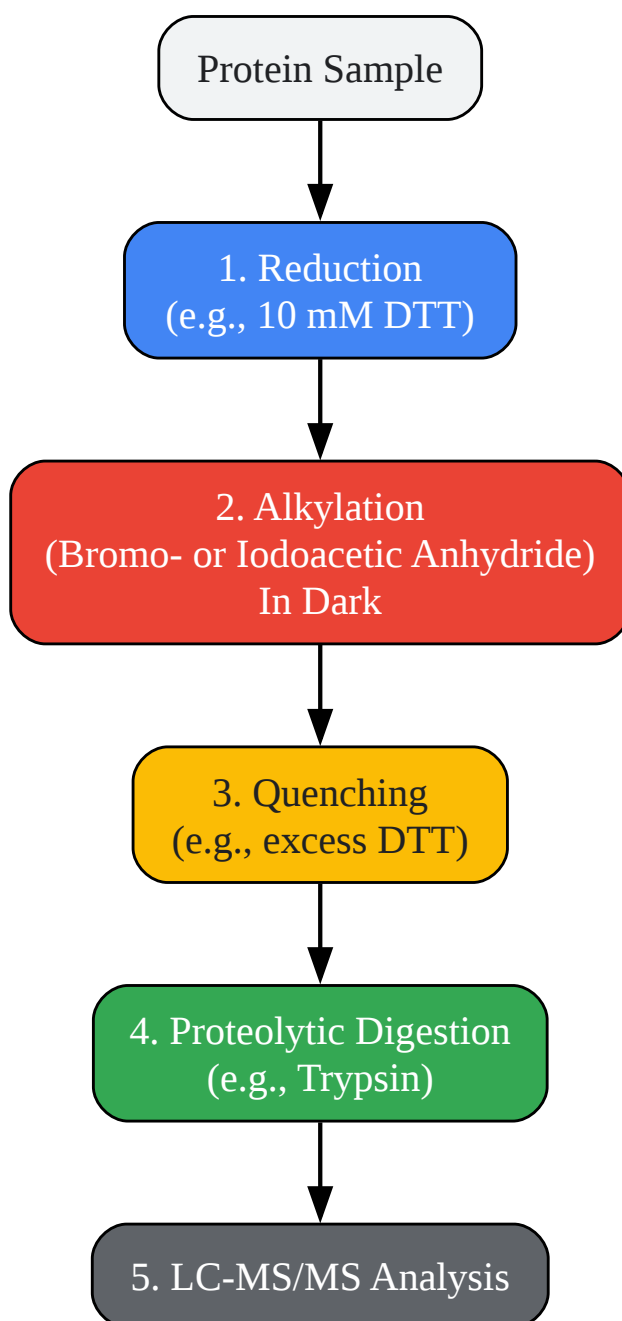 Protein Sample
1. Reduction
(e.g., 10 mM DTT)
2. Alkylation
(Bromo- or Iodoacetic Anhydride)
In Dark
3. Quenching
(e.g., excess DTT)
4. Proteolytic Digestion
(e.g., Trypsin)
5. LC-MS/MS Analysis